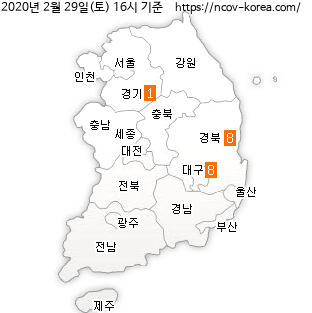 2020년 2월 29일(토) 16시 기준 https://ncov-korea.com/
서울
강원
인천
경기 1
충북
충남
세종
경북 8
대전
대구 8
전북
울산
경남
광주
부산
전남
제주